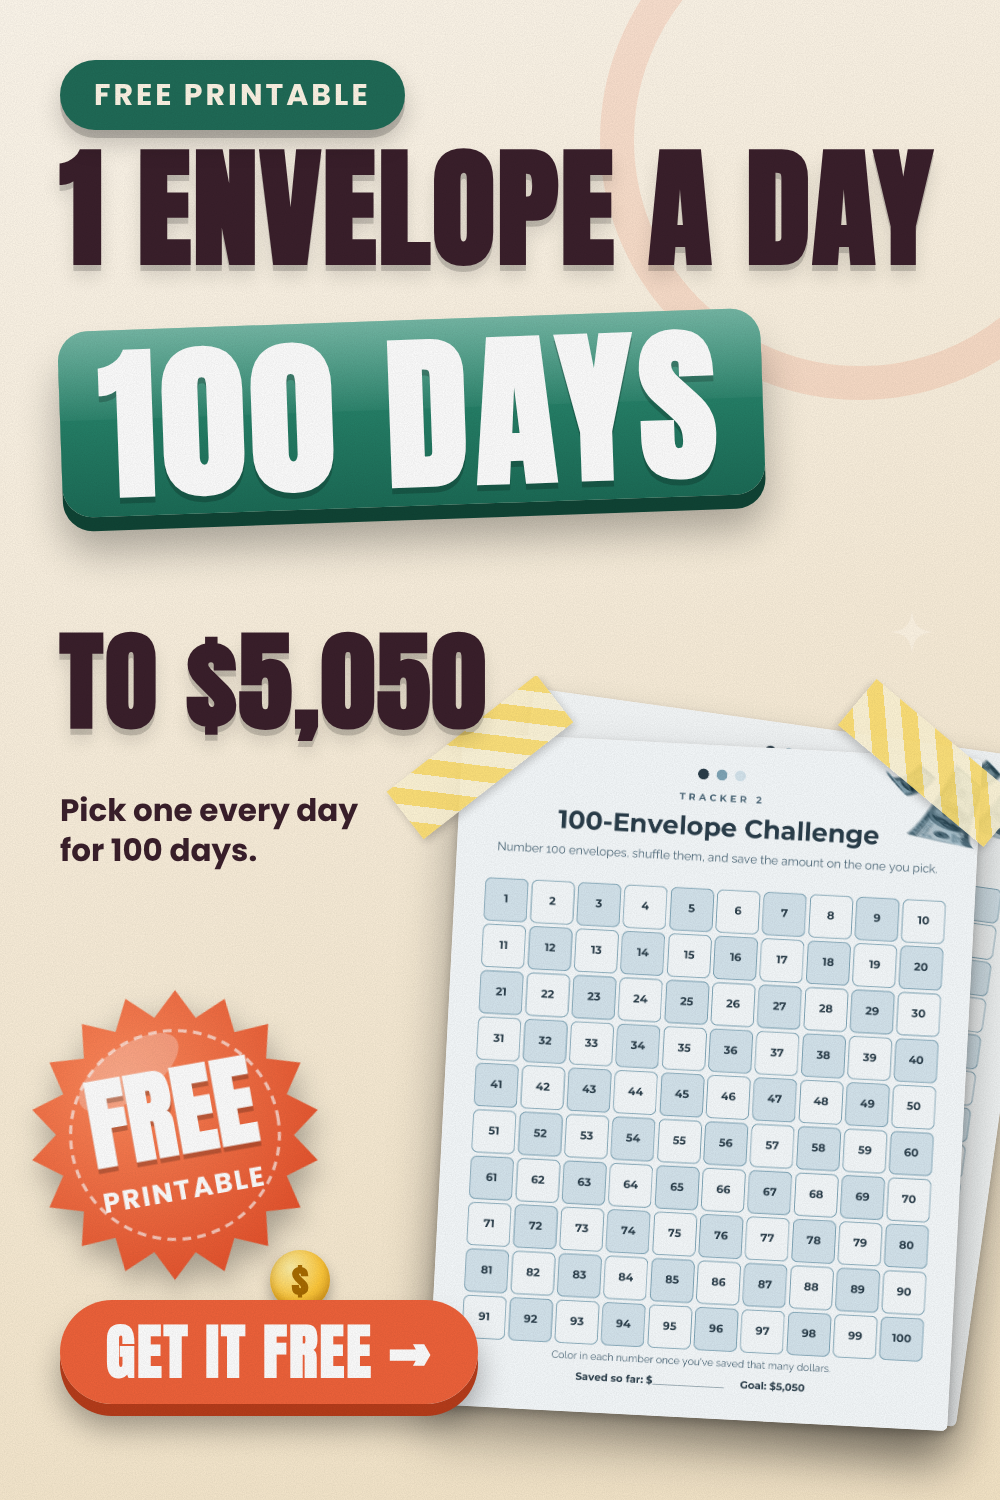 FREE PRINTABLE
1 ENVELOPE A DAY
100 DAYS
TO $5,050
Pick one every day
for 100 days.
TRACKER 2
100-Envelope Challenge
Number 100 envelopes, shuffle them, and save the amount on the one you pick.
1 2 3 4 5 6 7 8 9 10
11 12 13 14 15 16 17 18 19 20
21 22 23 24 25 26 27 28 29 30
31 32 33 34 35 36 37 38 39 40
41 42 43 44 45 46 47 48 49 50
51 52 53 54 55 56 57 58 59 60
61 62 63 64 65 66 67 68 69 70
71 72 73 74 75 76 77 78 79 80
81 82 83 84 85 86 87 88 89 90
91 92 93 94 95 96 97 98 99 100
Color in each number once you've saved that many dollars.
Saved so far: $____________ Goal: $5,050
FREE
PRINTABLE
$
GET IT FREE →